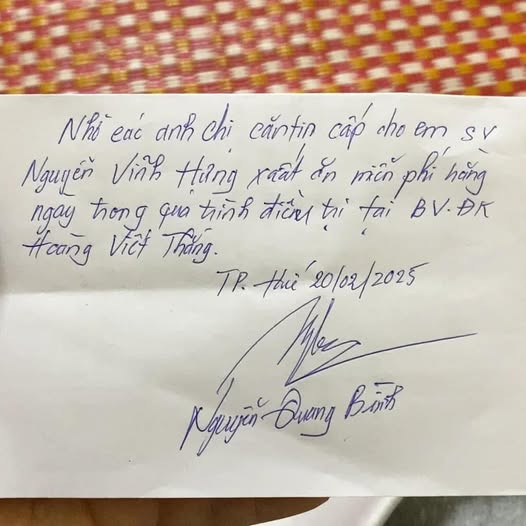 Nhờ các anh chị căntin cấp cho em SV
Nguyễn Vĩnh Hưng xuất ăn miễn phí hằng
ngày trong quá trình điều trị tại BV.ĐK
Hoàng Viết Thắng.
TP. Huế 20/02/2025
Nguyễn Quang Bình